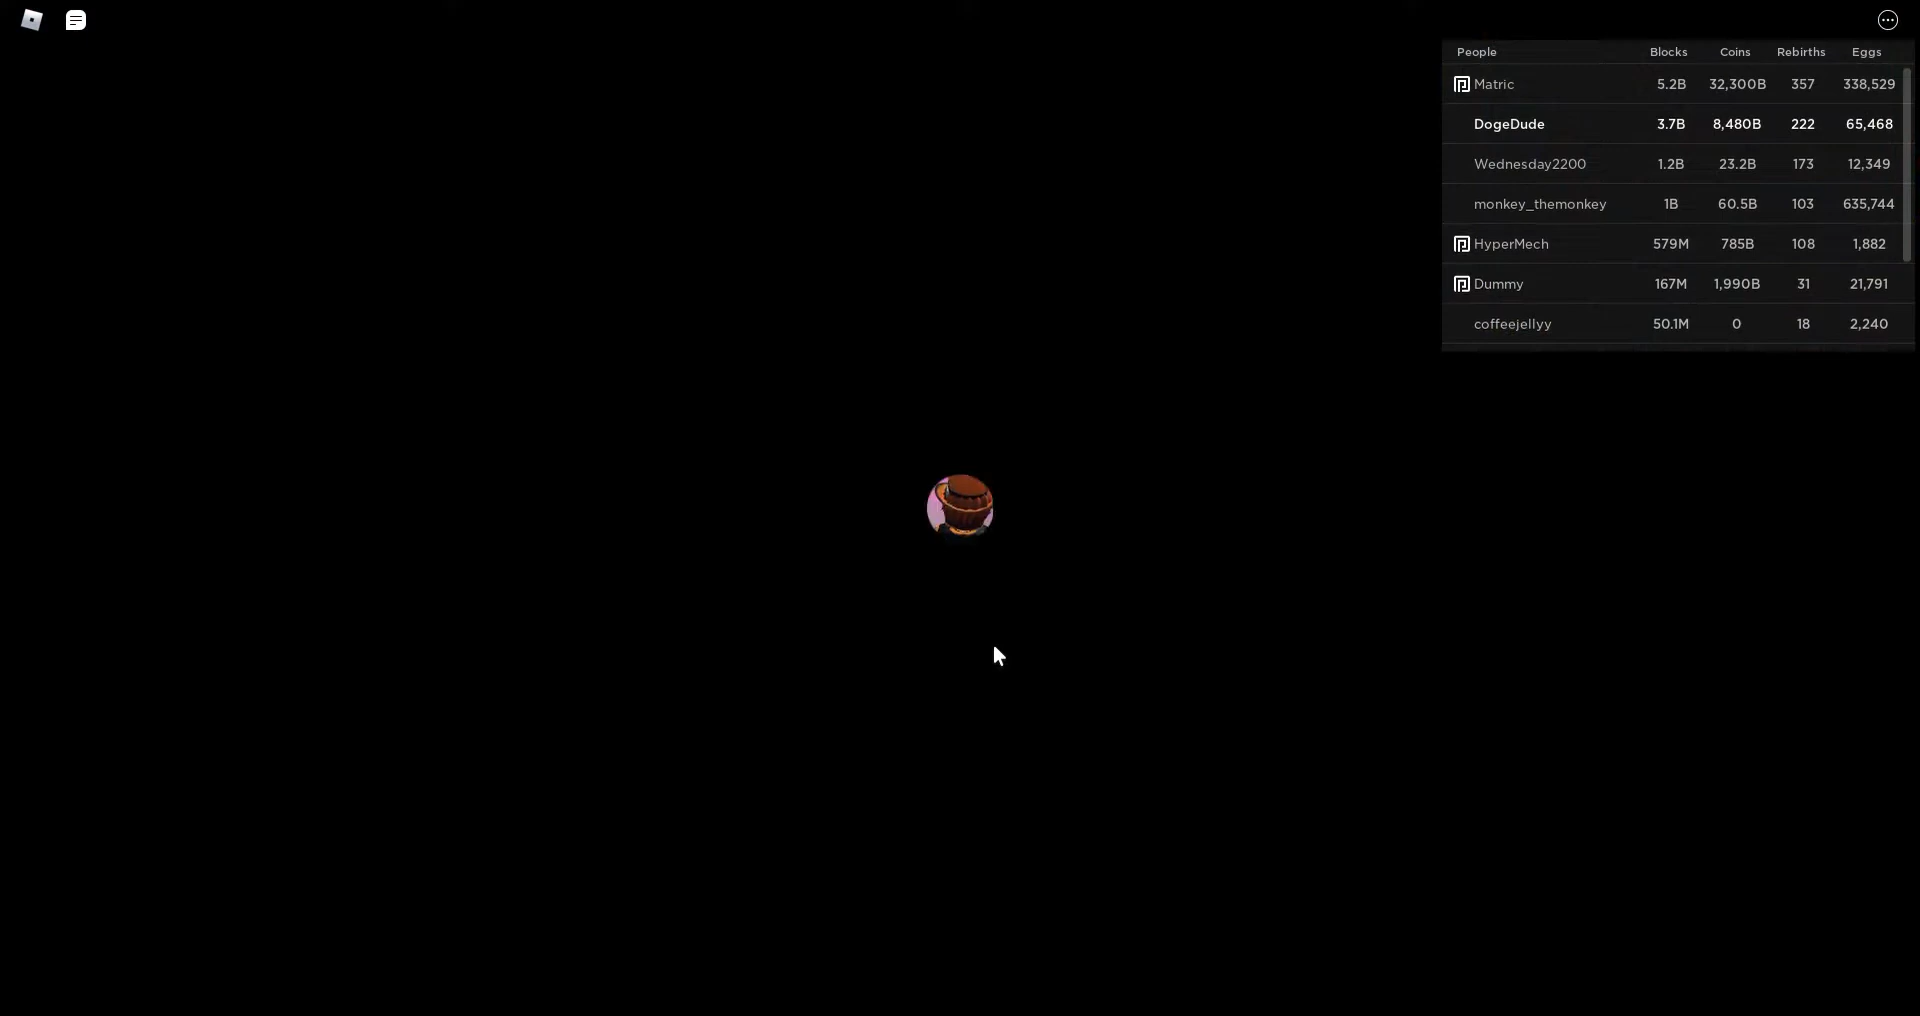 People Blocks Coins Rebirths Eggs
Matric 5.2B 32,300B 357 338,529
DogeDude 3.7B 8,480B 222 65,468
Wednesday2200 1.2B 23.2B 173 12,349
monkey_themonkey 1B 60.5B 103 635,744
HyperMech 579M 785B 108 1,882
Dummy 167M 1,990B 31 21,791
coffeejellyy 50.1M 0 18 2,240